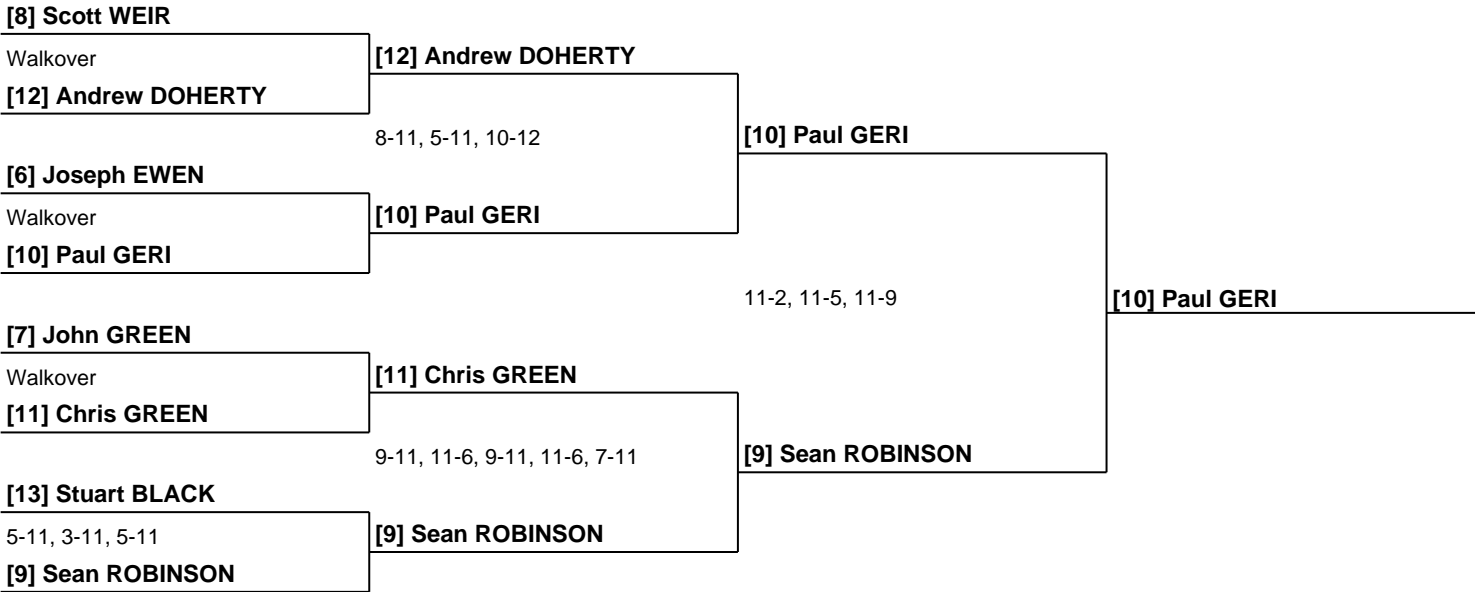 [8] Scott WEIR
Walkover
[12] Andrew DOHERTY
[12] Andrew DOHERTY
8-11, 5-11, 10-12
[10] Paul GERI
[6] Joseph EWEN
Walkover
[10] Paul GERI
[10] Paul GERI
11-2, 11-5, 11-9
[10] Paul GERI
[7] John GREEN
Walkover
[11] Chris GREEN
[11] Chris GREEN
9-11, 11-6, 9-11, 11-6, 7-11
[9] Sean ROBINSON
[13] Stuart BLACK
5-11, 3-11, 5-11
[9] Sean ROBINSON
[9] Sean ROBINSON